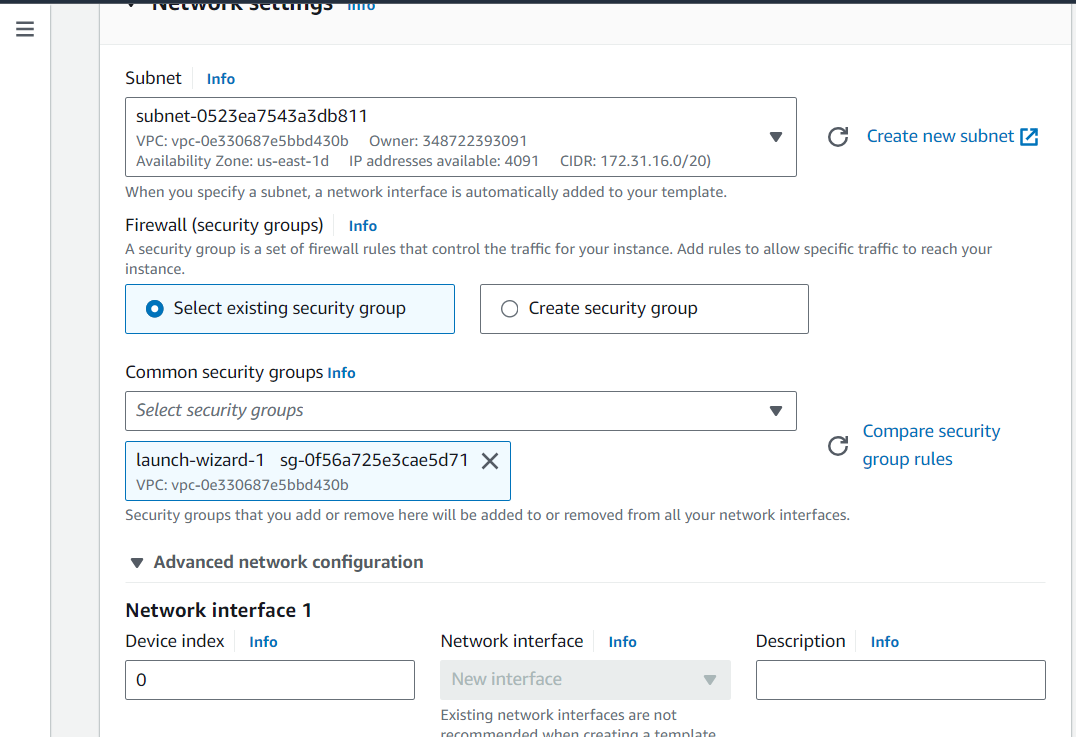 Network settings Info
Subnet Info
subnet-0523ea7543a3db811
VPC: vpc-0e330687e5bbd430b Owner: 348722393091
Availability Zone: us-east-1d IP addresses available: 4091 CIDR: 172.31.16.0/20)
Create new subnet
When you specify a subnet, a network interface is automatically added to your template.
Firewall (security groups) Info
A security group is a set of firewall rules that control the traffic for your instance. Add rules to allow specific traffic to reach your
instance.
Select existing security group
Create security group
Common security groups Info
Select security groups
launch-wizard-1 sg-0f56a725e3cae5d71
VPC: vpc-0e330687e5bbd430b
Compare security
group rules
Security groups that you add or remove here will be added to or removed from all your network interfaces.
Advanced network configuration
Network interface 1
Device index Info
0
Network interface Info
New interface
Existing network interfaces are not
recommended when creating a template
Description Info